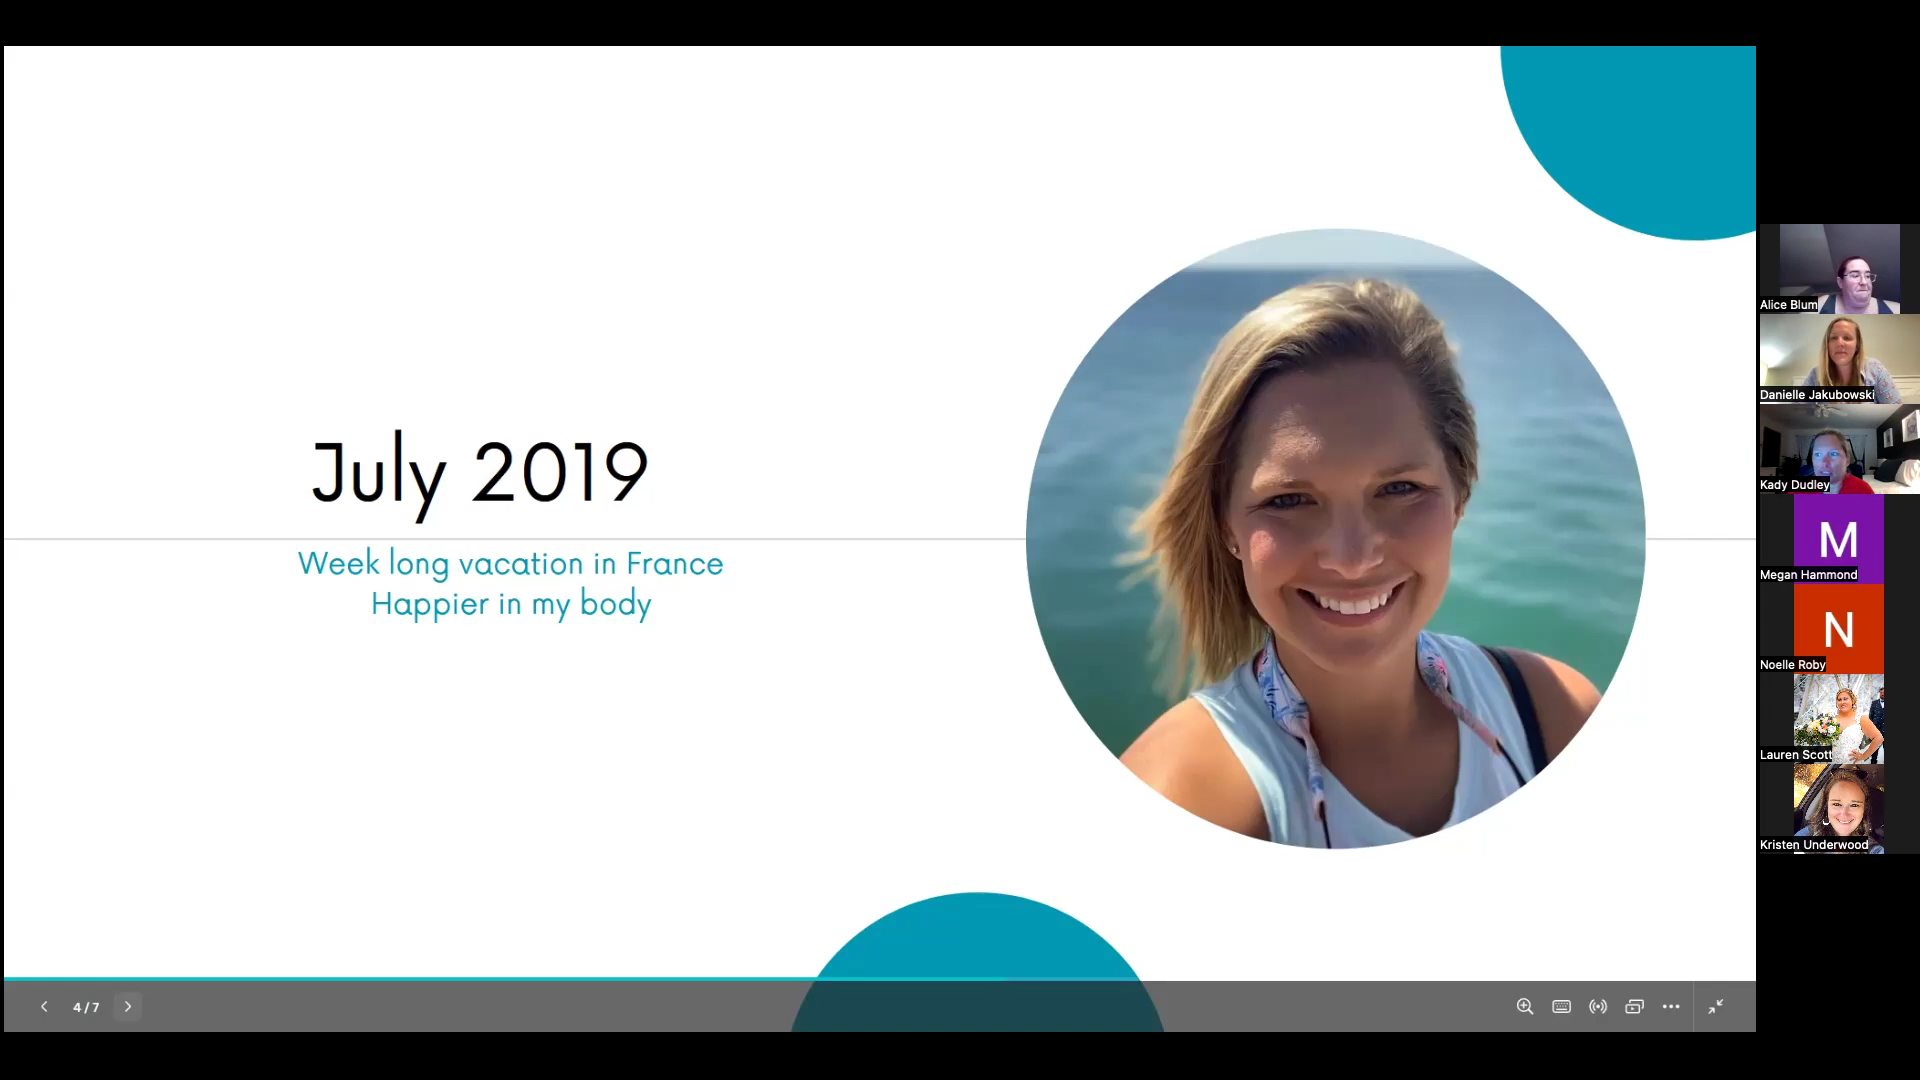 July 2019
Week long vacation in France
Happier in my body
4/7
Alice Blum
Danielle Jakubowski
Kady Dudley
M
Megan Hammond
N
Noelle Roby
Lauren Scott
Kristen Underwood